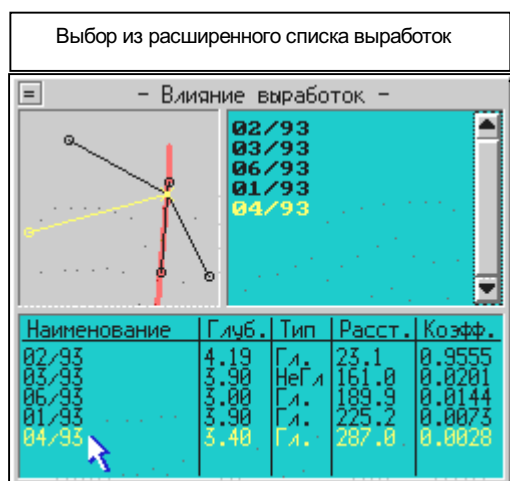 Выбор из расширенного списка выработок
- Влияние выработок -
02/93
03/93
06/93
01/93
04/93
Наименование Глуб. Тип Расст. Коэфф.
02/93 4.19 Гл. 23.1 0.9555
03/93 3.90 НеГл 161.0 0.0201
06/93 3.00 Гл. 189.9 0.0144
01/93 3.90 Гл. 225.2 0.0073
04/93 3.40 Гл. 287.0 0.0028